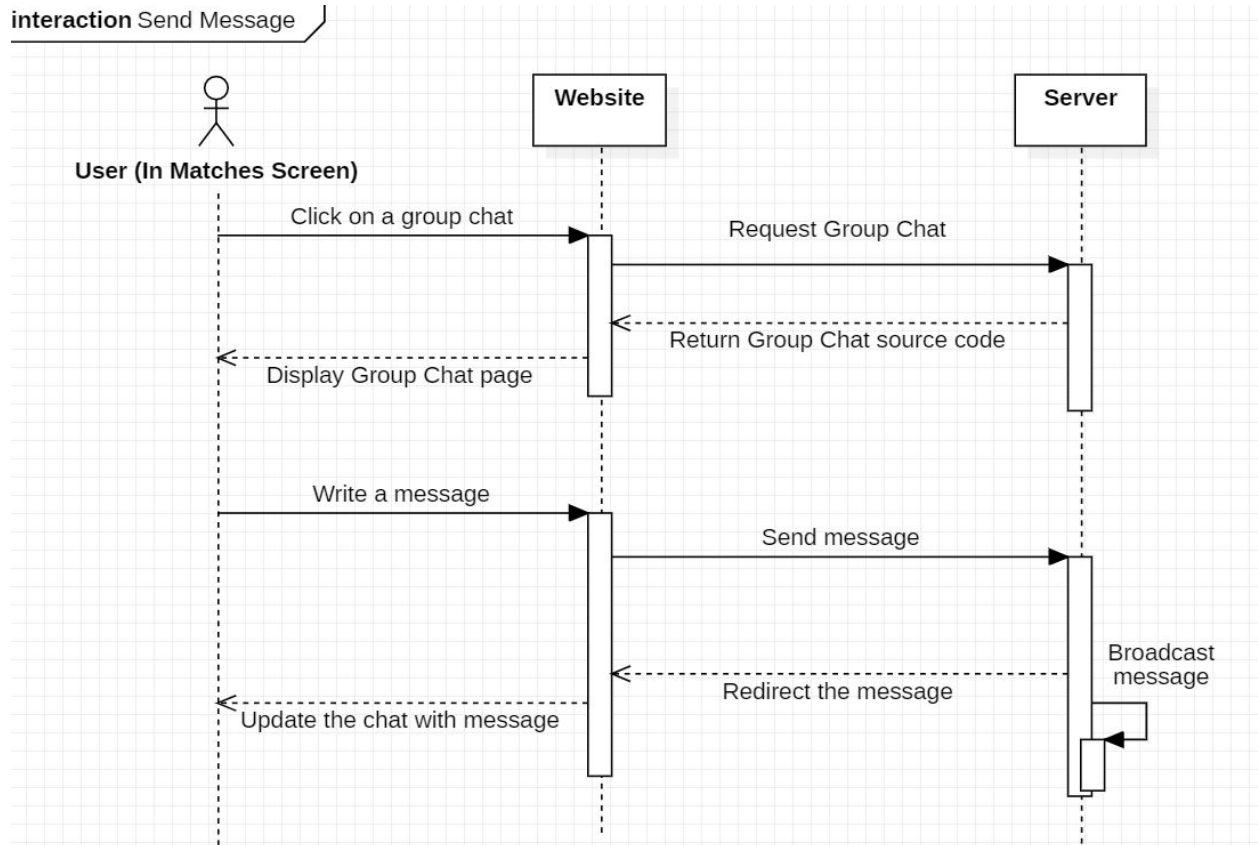 interaction Send Message
Website
Server
User (In Matches Screen)
Click on a group chat
Request Group Chat
Return Group Chat source code
Display Group Chat page
Write a message
Send message
Broadcast
message
Redirect the message
Update the chat with message